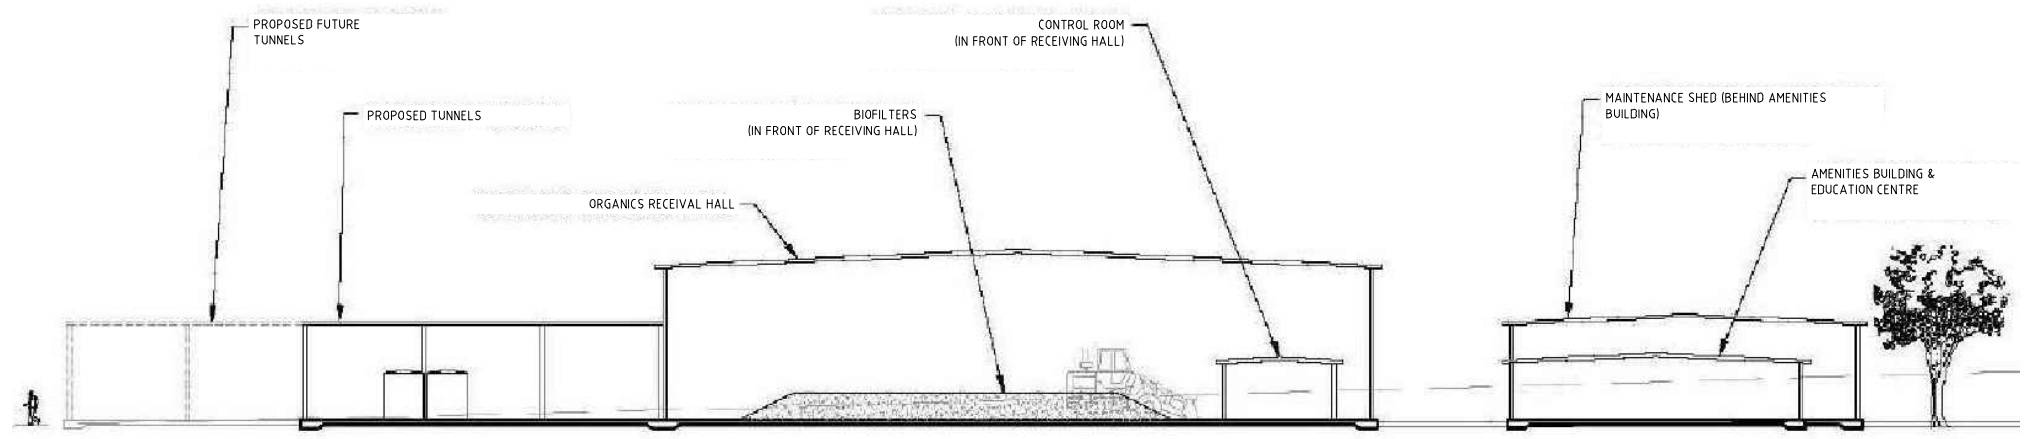 PROPOSED FUTURE
TUNNELS
CONTROL ROOM
(IN FRONT OF RECEIVING HALL)
PROPOSED TUNNELS
BIOFILTERS
(IN FRONT OF RECEIVING HALL)
MAINTENANCE SHED (BEHIND AMENITIES
BUILDING)
AMENITIES BUILDING &
EDUCATION CENTRE
ORGANICS RECEIVAL HALL